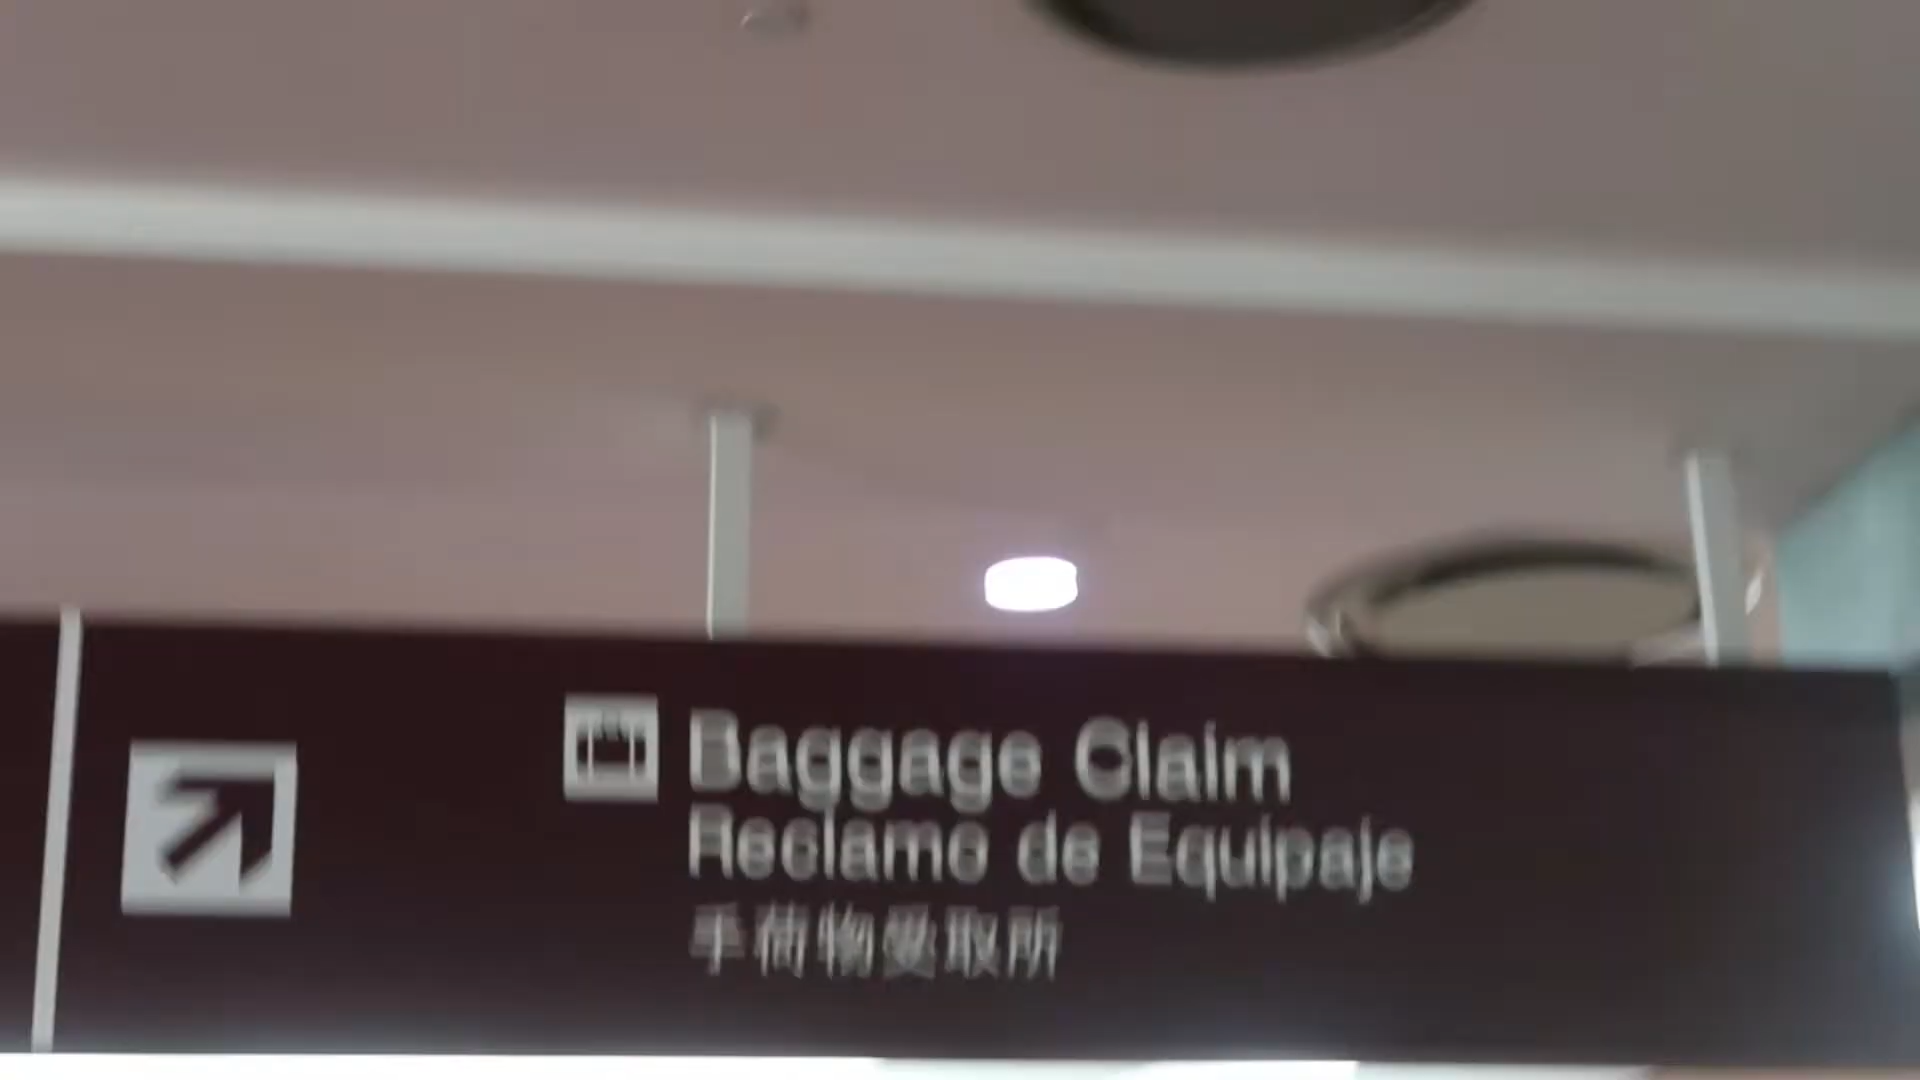 Baggage Claim
Reclamo de Equipaje
手荷物受取所